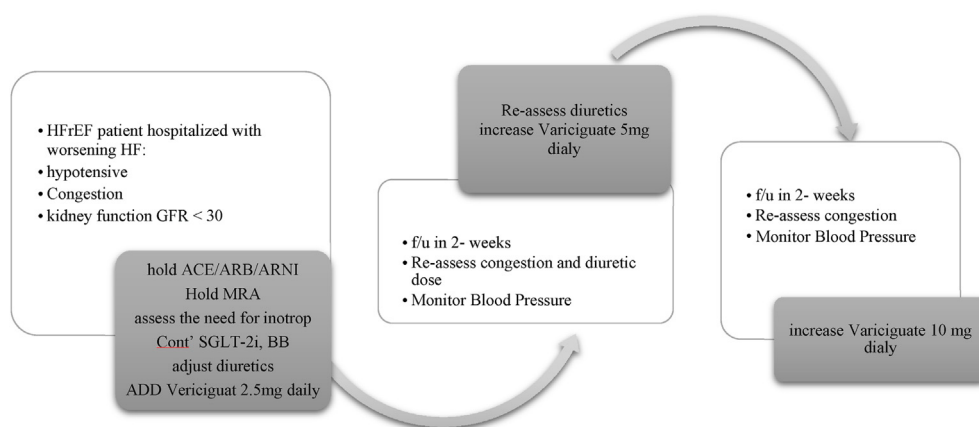 • HFrEF patient hospitalized with
worsening HF:
• hypotensive
• Congestion
• kidney function GFR < 30
hold ACE/ARB/ARNI
Hold MRA
assess the need for inotrop
Cont’ SGLT-2i, BB
adjust diuretics
ADD Vericiguat 2.5mg daily
Re-assess diuretics
increase Variciguate 5mg
dialy
• f/u in 2- weeks
• Re-assess congestion and diuretic
dose
• Monitor Blood Pressure
• f/u in 2- weeks
• Re-assess congestion
• Monitor Blood Pressure
increase Variciguate 10 mg
dialy